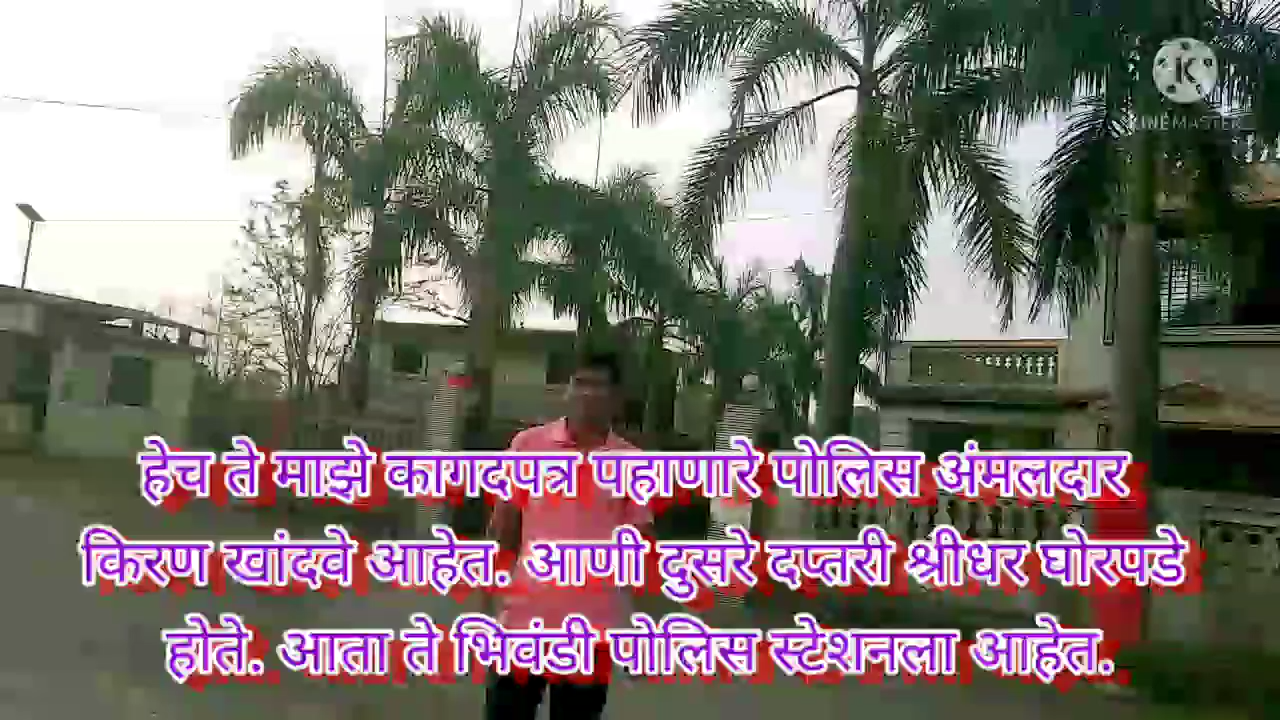 KINEMASTER
हेच ते माझे कागदपत्र पहाणारे पोलिस अंमलदार
किरण खांदवे आहेत. आणी दुसरे दप्तरी श्रीधर घोरपडे
होते. आता ते भिवंडी पोलिस स्टेशनला आहेत.